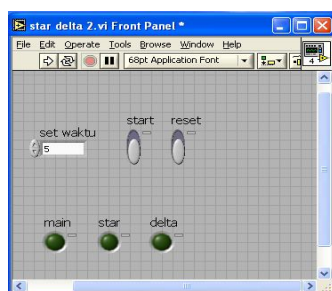 star delta 2.vi Front Panel *
File Edit Operate Tools Browse Window Help
68pt Application Font
4
start reset
set waktu
5
main star delta